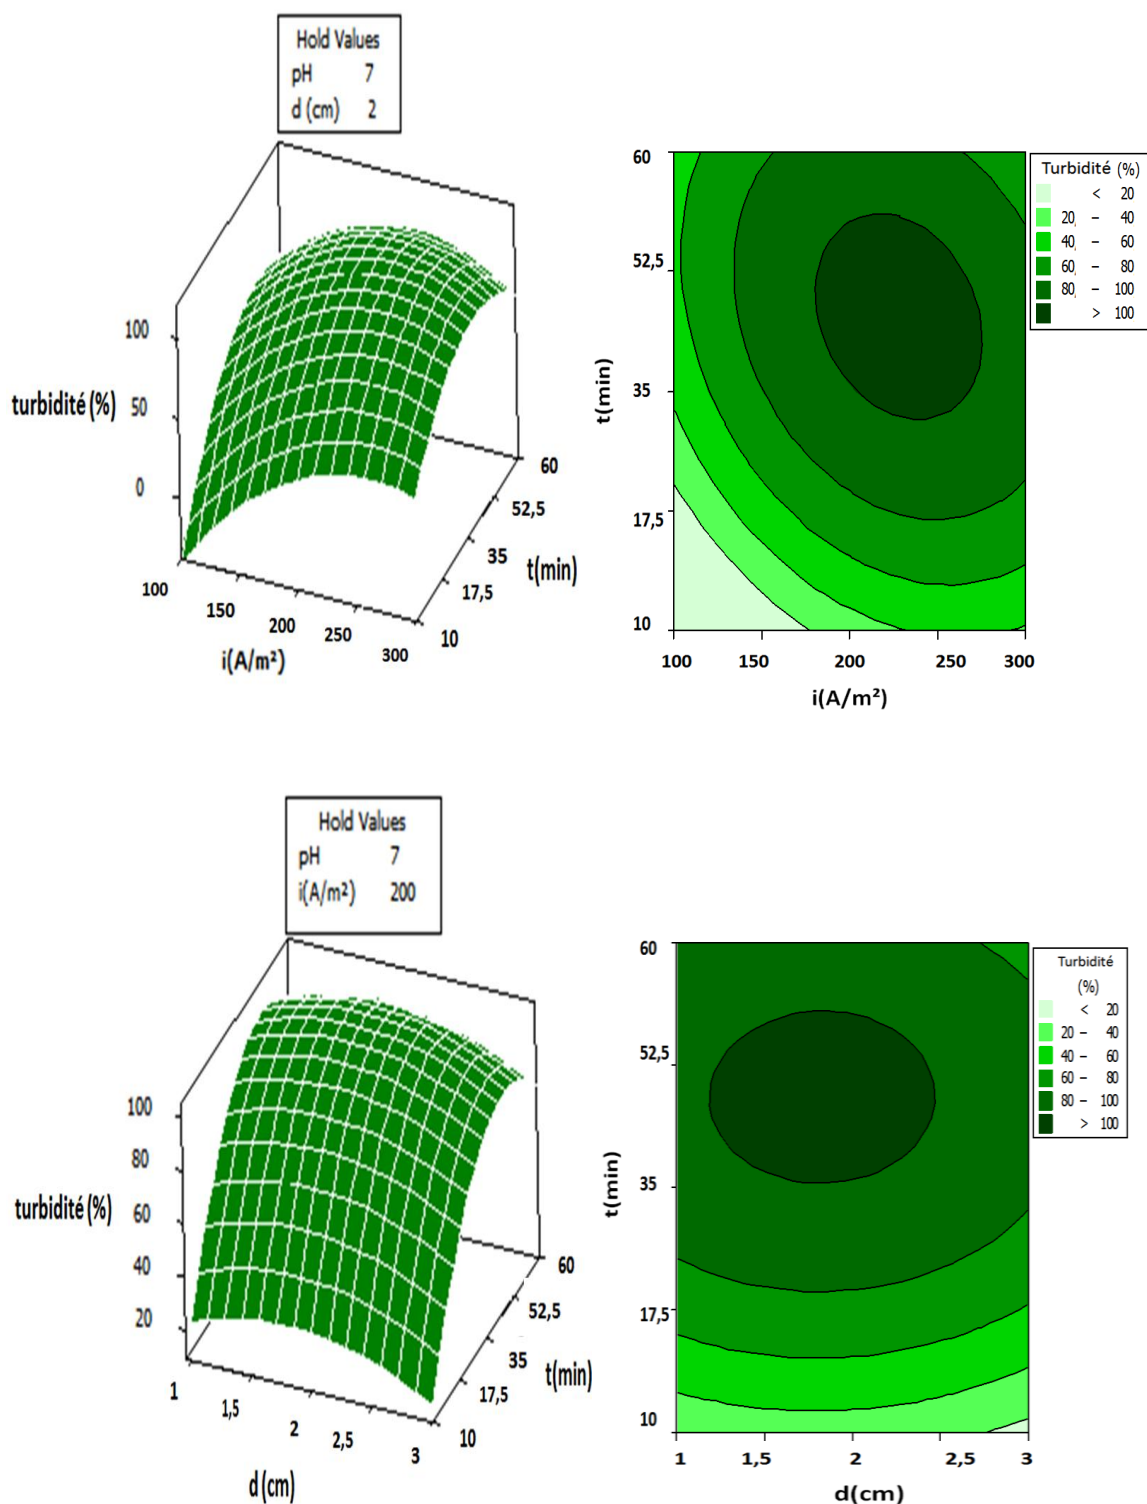 Hold Values
pH 7
d (cm) 2
100
turbidité (%)
50
0
60
52,5
35
t(min)
17,5
10
100
150
200
250
300
i(A/m²)
60
52,5
t(min)
35
17,5
10
100 150 200 250 300
i(A/m²)
Turbidité (%)
< 20
20 – 40
40 – 60
60 – 80
80 – 100
> 100
Hold Values
pH 7
i(A/m²) 200
100
80
turbidité (%)
60
40
20
60
52,5
35
t(min)
17,5
10
1
1,5
2
2,5
3
d (cm)
60
52,5
t(min)
35
17,5
10
1 1,5 2 2,5 3
d(cm)
Turbidité
(%)
< 20
20 – 40
40 – 60
60 – 80
80 – 100
> 100